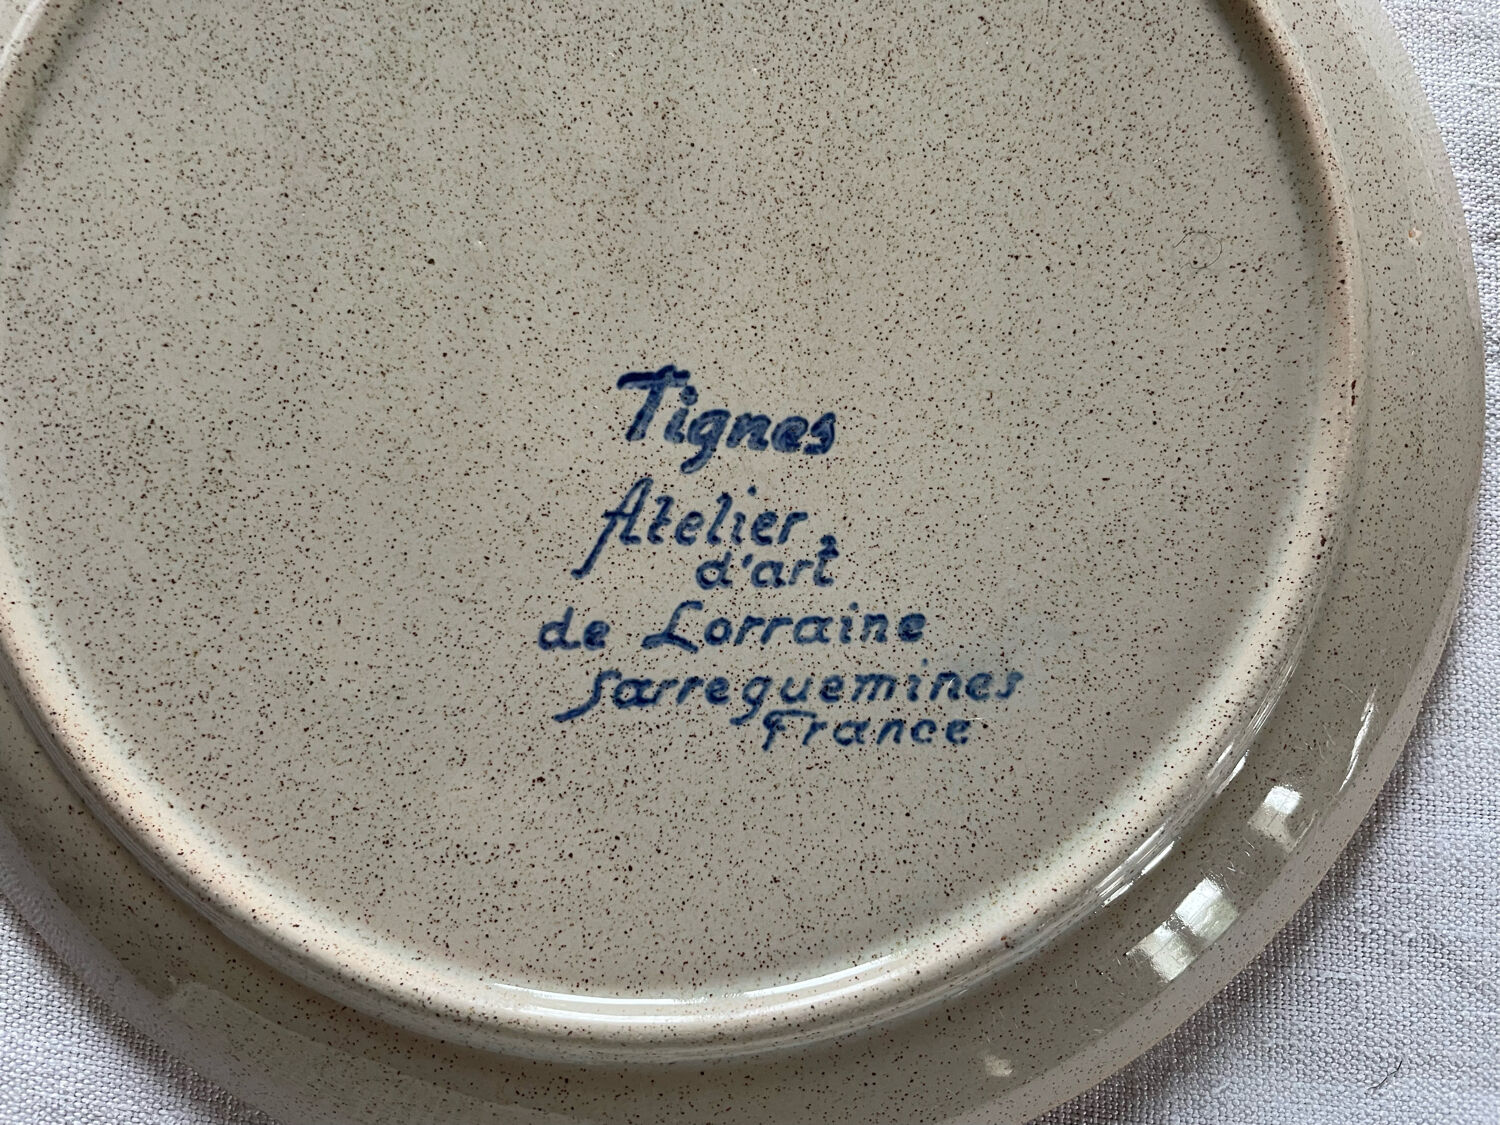 Tignes
Atelier
d'art
de Lorraine
Sarreguemines
France